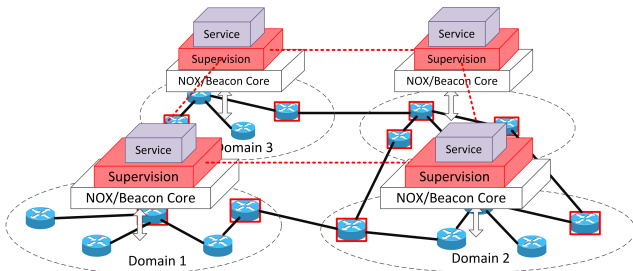 Service
Supervision
NOX/Beacon Core
Service
Supervision
NOX/Beacon Core
Domain 3
Service
Supervision
NOX/Beacon Core
Domain 1
Service
Supervision
NOX/Beacon Core
Domain 2